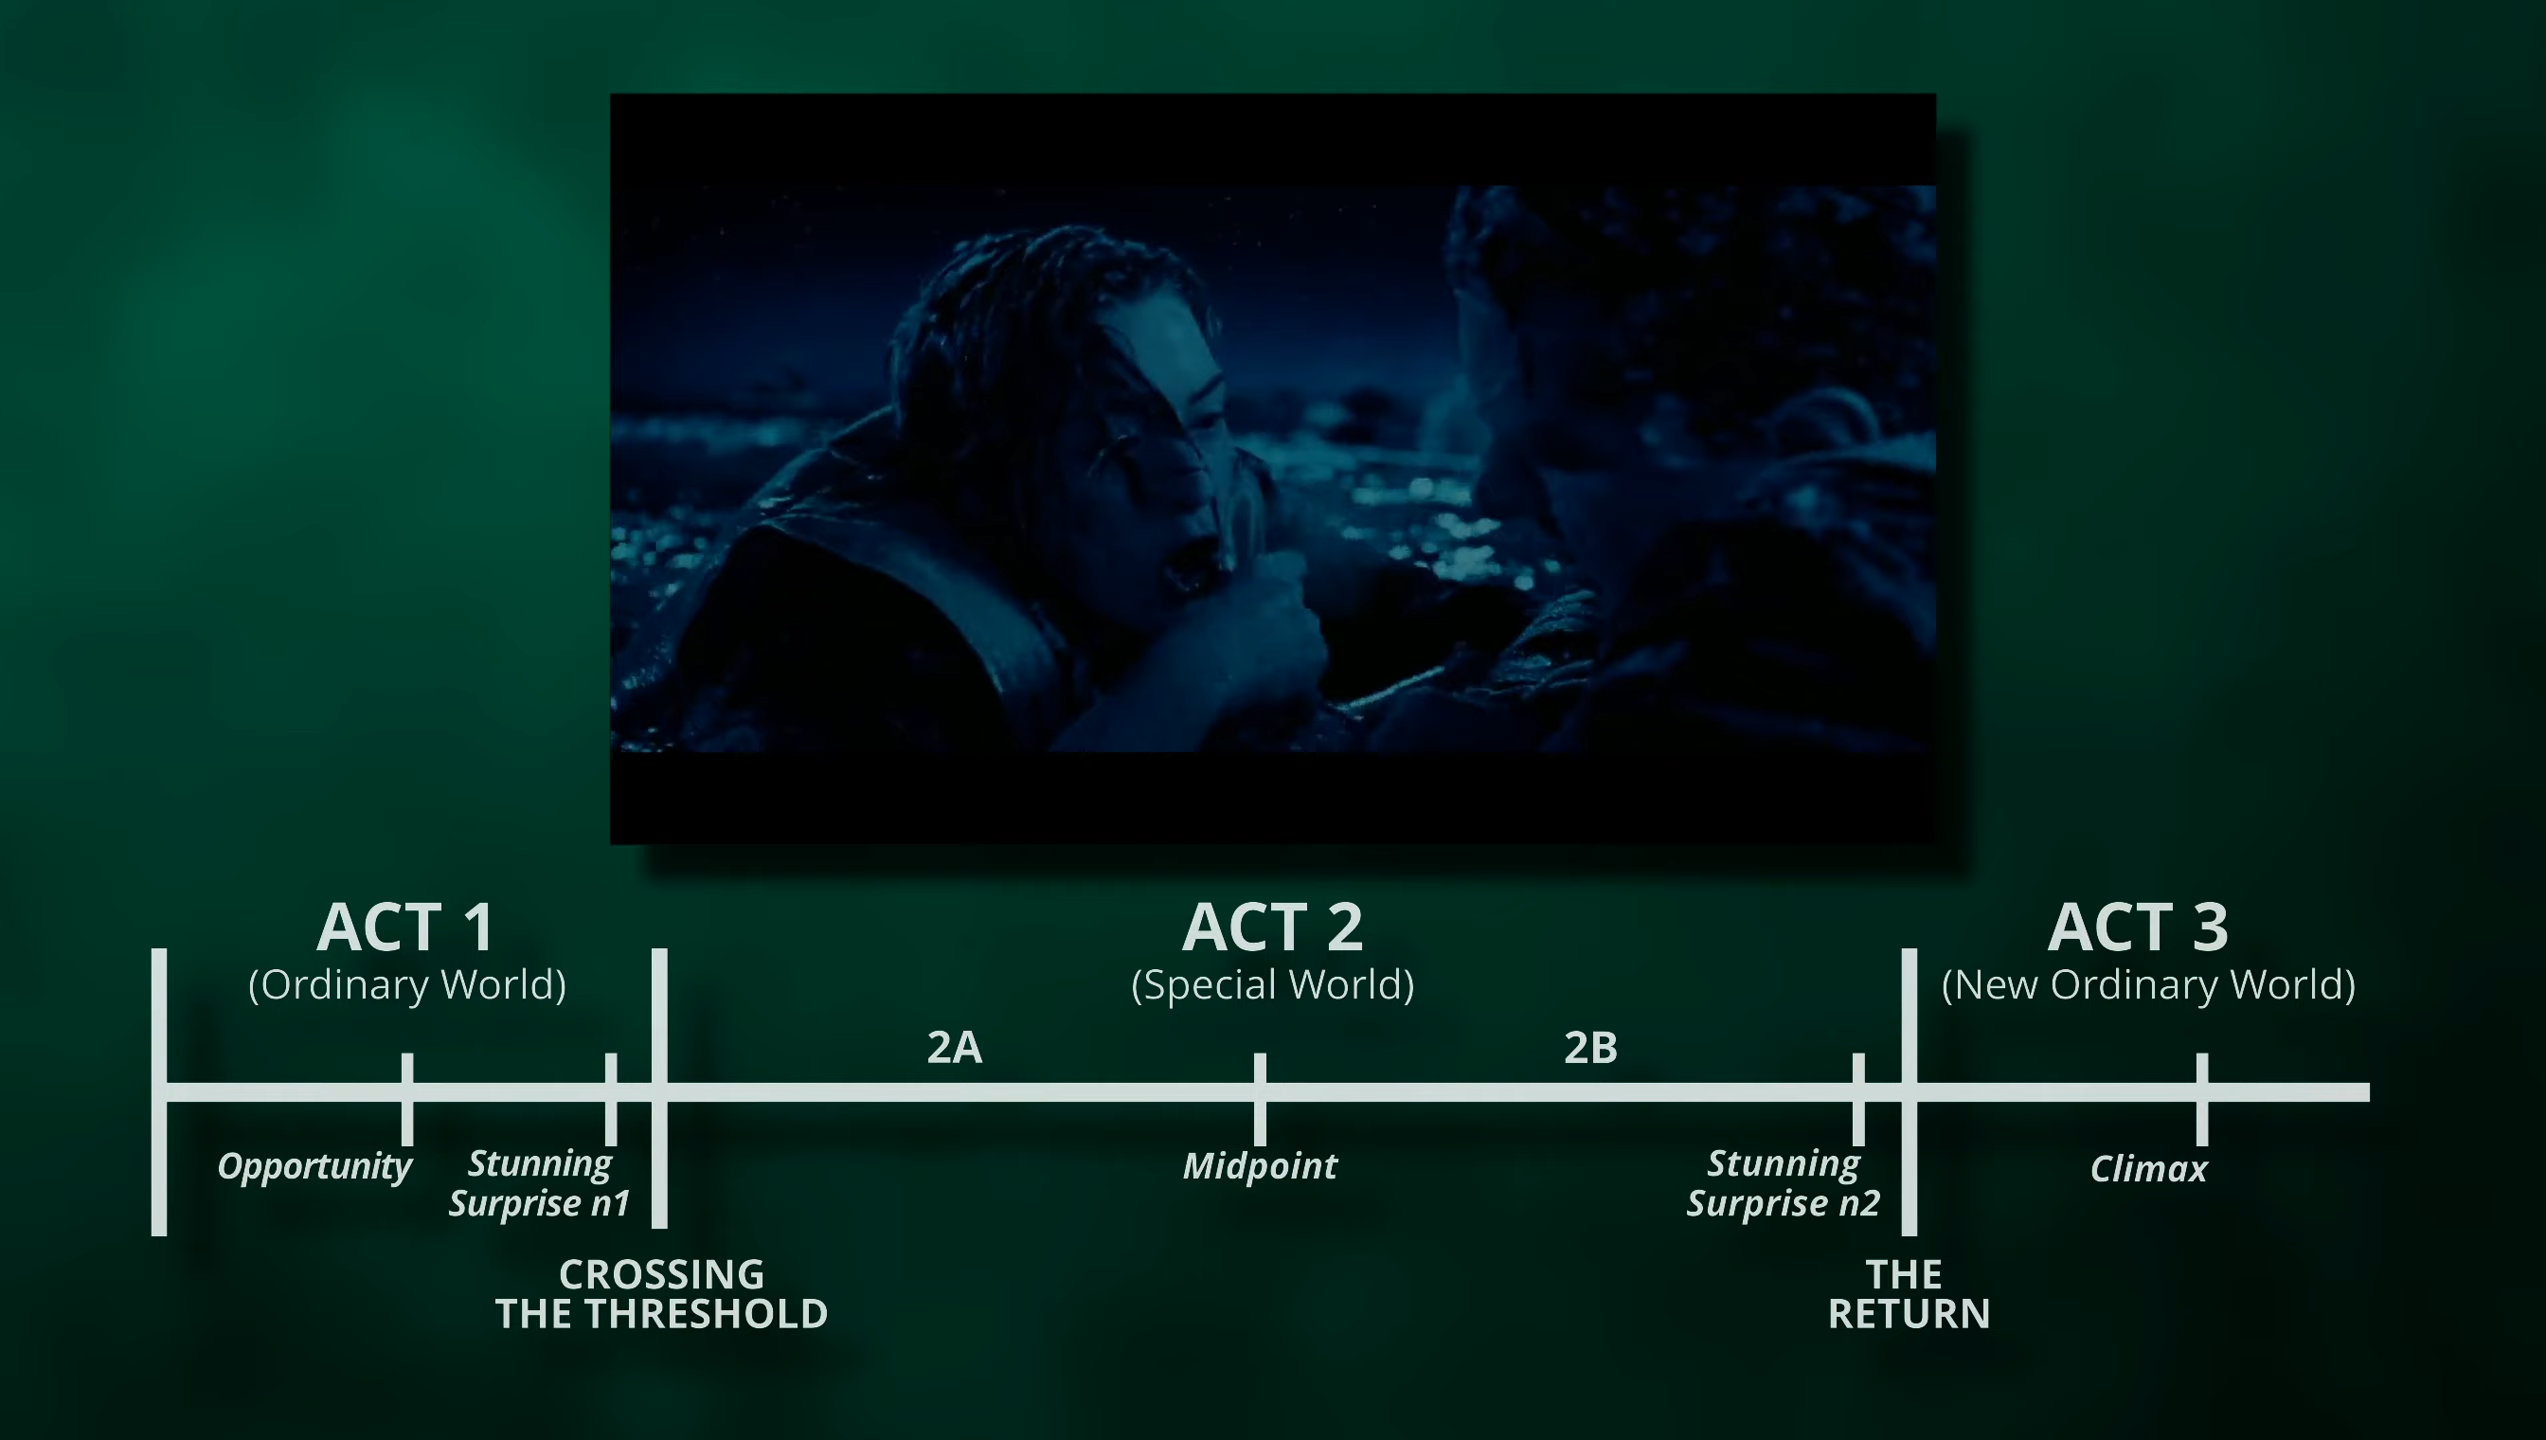 ACT 1
(Ordinary World)
ACT 2
(Special World)
ACT 3
(New Ordinary World)
2A
2B
Opportunity
Stunning
Surprise n1
Midpoint
Stunning
Surprise n2
Climax
CROSSING
THE THRESHOLD
THE
RETURN